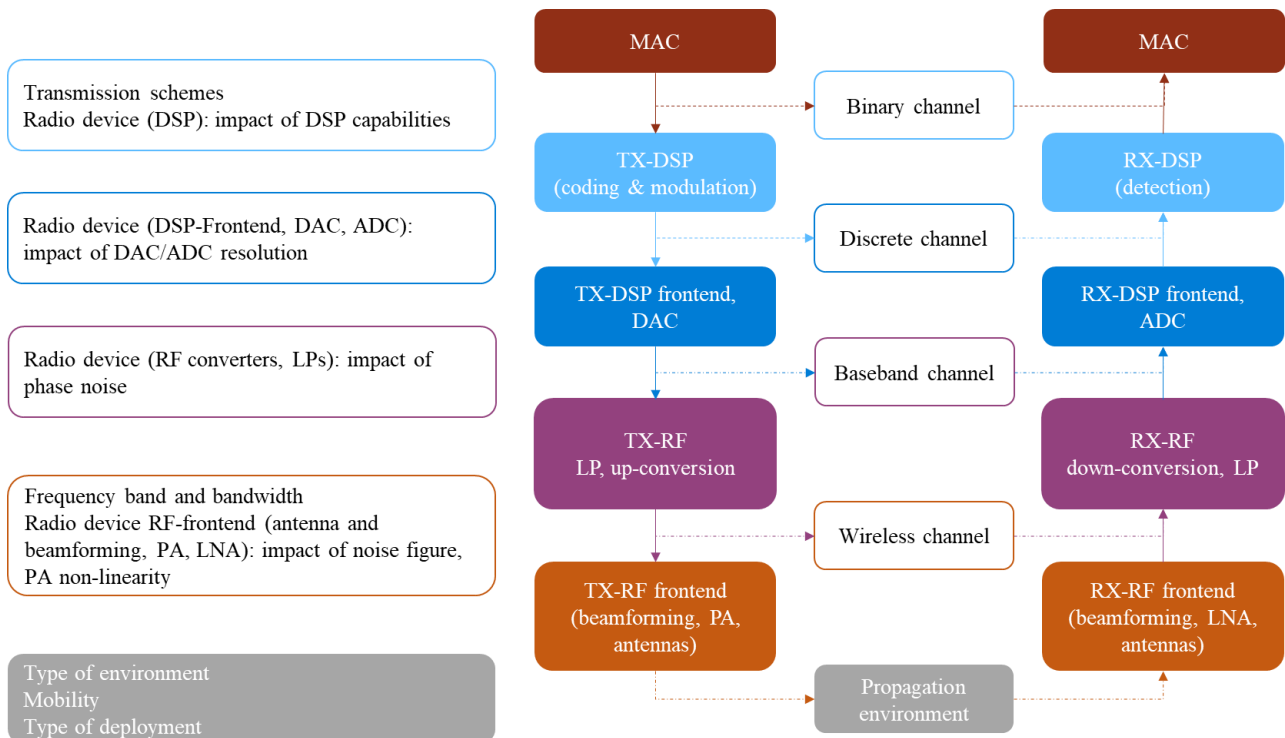 MAC
MAC
Transmission schemes
Radio device (DSP): impact of DSP capabilities
Binary channel
TX-DSP
(coding & modulation)
RX-DSP
(detection)
Radio device (DSP-Frontend, DAC, ADC):
impact of DAC/ADC resolution
Discrete channel
TX-DSP frontend,
DAC
RX-DSP frontend,
ADC
Radio device (RF converters, LPs): impact of
phase noise
Baseband channel
TX-RF
LP, up-conversion
RX-RF
down-conversion, LP
Frequency band and bandwidth
Radio device RF-frontend (antenna and
beamforming, PA, LNA): impact of noise figure,
PA non-linearity
Wireless channel
TX-RF frontend
(beamforming, PA,
antennas)
RX-RF frontend
(beamforming, LNA,
antennas)
Type of environment
Mobility
Type of deployment
Propagation
environment